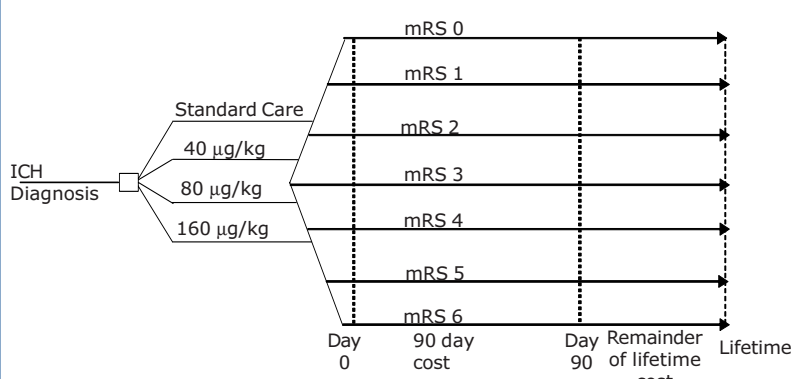 mRS 0
mRS 1
Standard Care
mRS 2
40 μg/kg
ICH
Diagnosis
mRS 3
80 μg/kg
160 μg/kg
mRS 4
mRS 5
mRS 6
Day
0
90 day
cost
Day
90
Remainder
of lifetime
cost
Lifetime